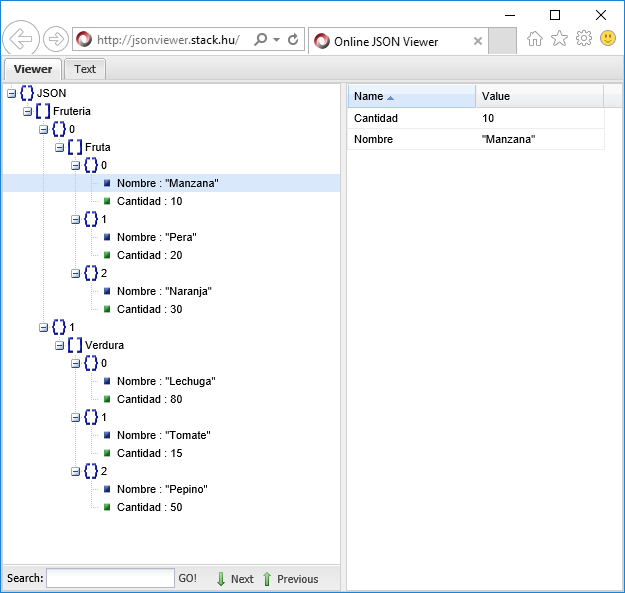 http://jsonviewer.stack.hu/
Online JSON Viewer
Viewer Text
JSON
Fruteria
0
Fruta
0
Nombre : "Manzana"
Cantidad : 10
1
Nombre : "Pera"
Cantidad : 20
2
Nombre : "Naranja"
Cantidad : 30
1
Verdura
0
Nombre : "Lechuga"
Cantidad : 80
1
Nombre : "Tomate"
Cantidad : 15
2
Nombre : "Pepino"
Cantidad : 50
Name Value
Cantidad 10
Nombre "Manzana"
Search: GO! Next Previous